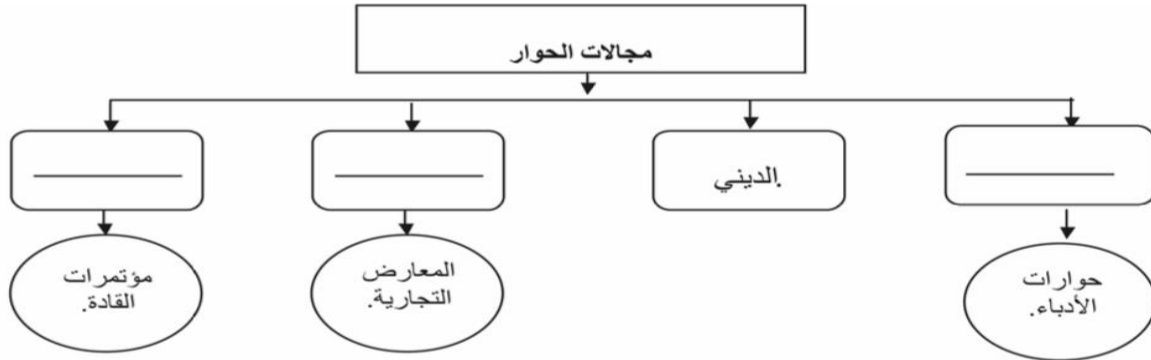 مجالات الحوار
الديني.
حوارات
الأدباء.
المعارض
التجارية.
مؤتمرات
القادة.